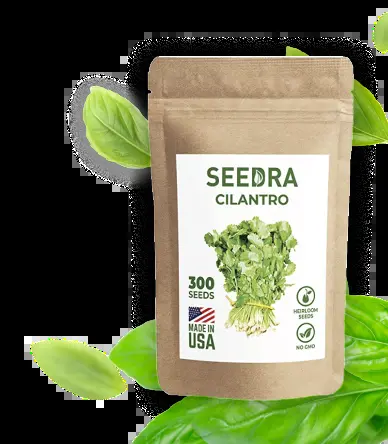 SEEDRA
CILANTRO
300
SEEDS
MADE IN
USA
HEIRLOOM
SEEDS
NO GMO